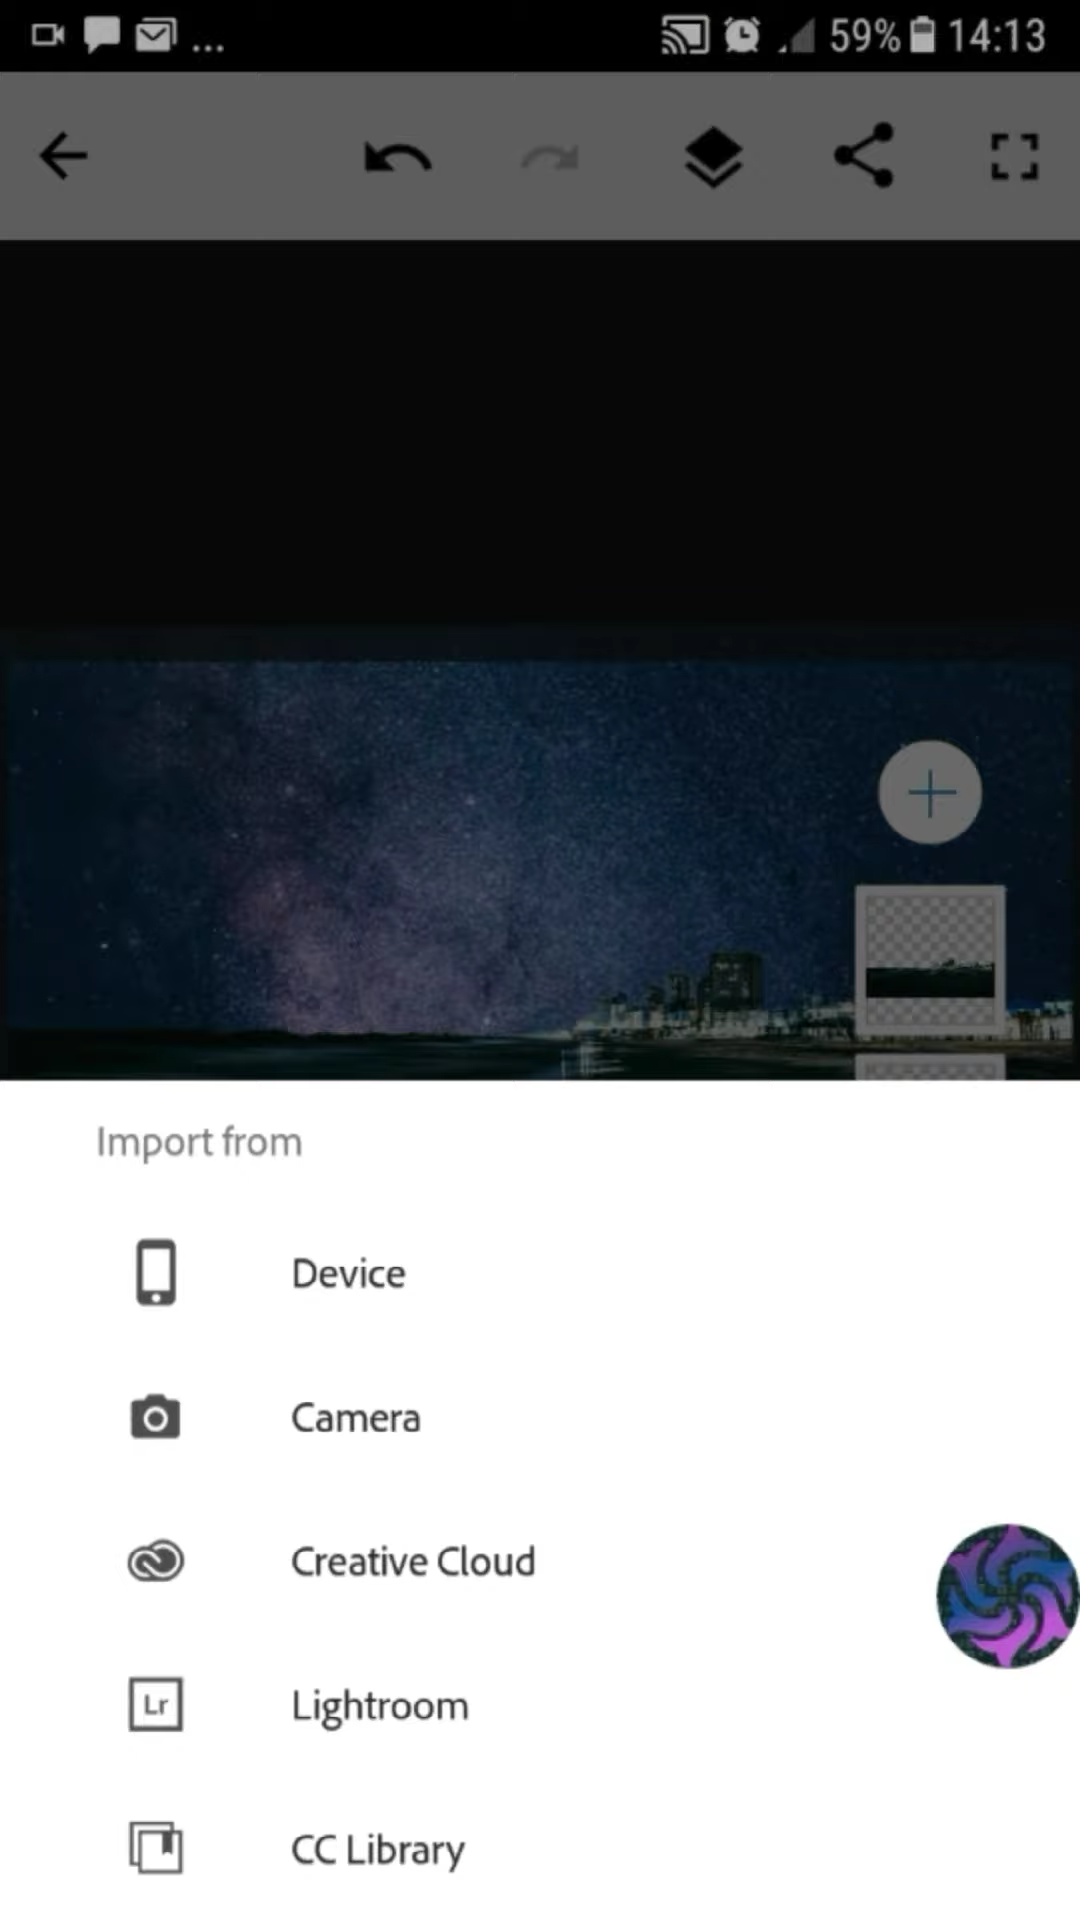 ... 59% 14:13
Import from
Device
Camera
Creative Cloud
Lr Lightroom
CC Library